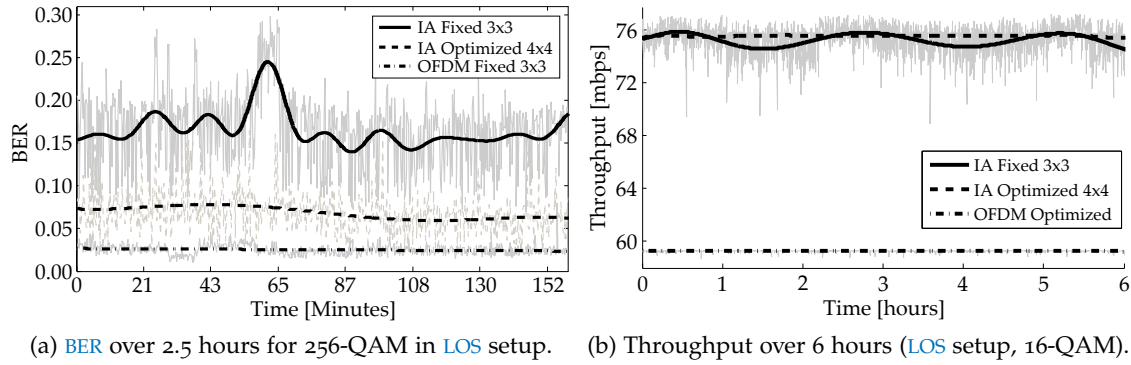 0.30
0.25
0.20
0.15
0.10
0.05
0.00
BER
IA Fixed 3x3
IA Optimized 4x4
OFDM Fixed 3x3
0 21 43 65 87 108 130 152
Time [Minutes]
(a) BER over 2.5 hours for 256-QAM in LOS setup.
76
72
68
64
60
Throughput [mbps]
IA Fixed 3x3
IA Optimized 4x4
OFDM Optimized
0 1 2 3 4 5 6
Time [hours]
(b) Throughput over 6 hours (LOS setup, 16-QAM).